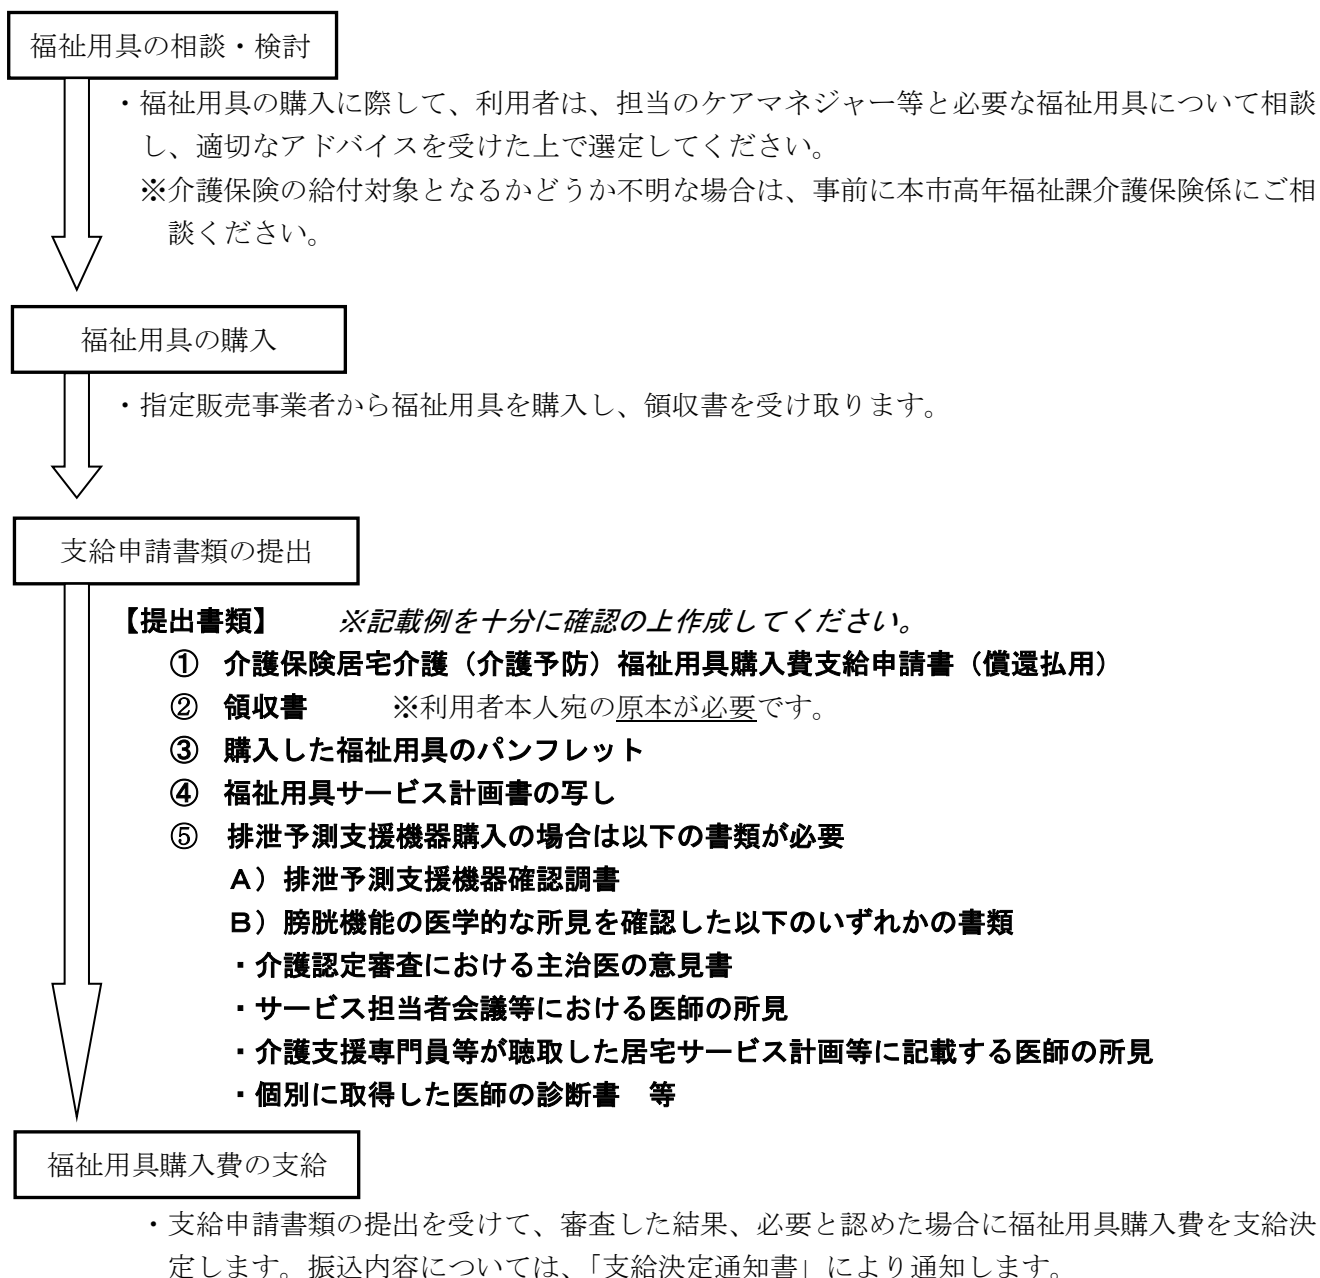 福祉用具の相談・検討
・福祉用具の購入に際して、利用者は、担当のケアマネジャー等と必要な福祉用具について相談
し、適切なアドバイスを受けた上で選定してください。
※介護保険の給付対象となるかどうか不明な場合は、事前に本市高年福祉課介護保険係にご相
談ください。
福祉用具の購入
・指定販売事業者から福祉用具を購入し、領収書を受け取ります。
支給申請書類の提出
【提出書類】　　※記載例を十分に確認の上作成してください。
①　介護保険居宅介護（介護予防）福祉用具購入費支給申請書（償還払用）
②　領収書　　　※利用者本人宛の原本が必要です。
③　購入した福祉用具のパンフレット
④　福祉用具サービス計画書の写し
⑤　排泄予測支援機器購入の場合は以下の書類が必要
Ａ）排泄予測支援機器確認調書
Ｂ）膀胱機能の医学的な所見を確認した以下のいずれかの書類
・介護認定審査における主治医の意見書
・サービス担当者会議等における医師の所見
・介護支援専門員等が聴取した居宅サービス計画等に記載する医師の所見
・個別に取得した医師の診断書　等
福祉用具購入費の支給
・支給申請書類の提出を受けて、審査した結果、必要と認めた場合に福祉用具購入費を支給決
定します。振込内容については、「支給決定通知書」により通知します。